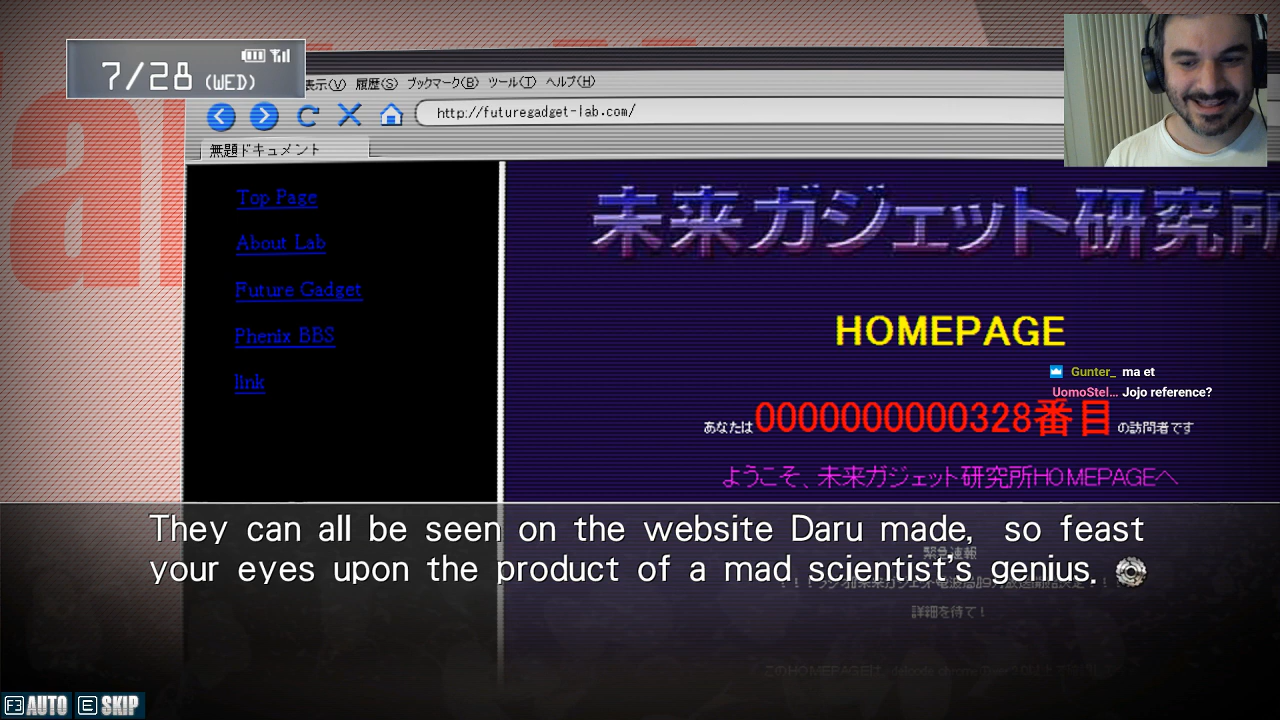 7/28 (WED)
表示(V) 履歴(S) ブックマーク(B) ツール(T) ヘルプ(H)
http://futuregadget-lab.com/
無題ドキュメント
Top Page
About Lab
Future Gadget
Phenix BBS
link
未来ガジェット研究所
HOMEPAGE
Gunter_ ma et
UomoStel... Jojo reference?
あなたは0000000000328番目の訪問者です
ようこそ、未来ガジェット研究所HOMEPAGEへ
They can all be seen on the website Daru made, so feast
your eyes upon the product of a mad scientist's genius.
緊急速報
詳細を待て!
F3 AUTO E SKIP